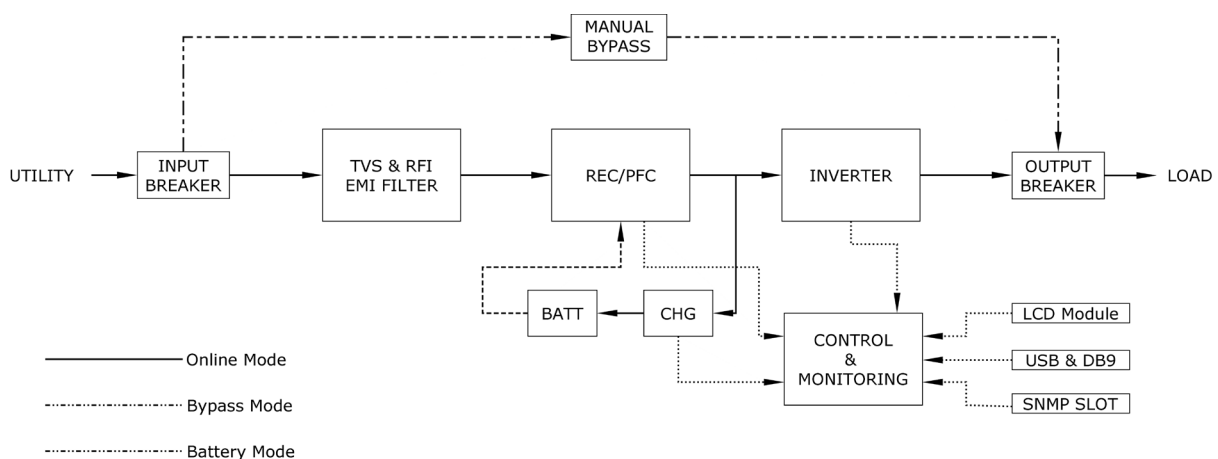 MANUAL
BYPASS
UTILITY
INPUT
BREAKER
TVS & RFI
EMI FILTER
REC/PFC
INVERTER
OUTPUT
BREAKER
LOAD
BATT
CHG
CONTROL
&
MONITORING
LCD Module
USB & DB9
SNMP SLOT
Online Mode
Bypass Mode
Battery Mode